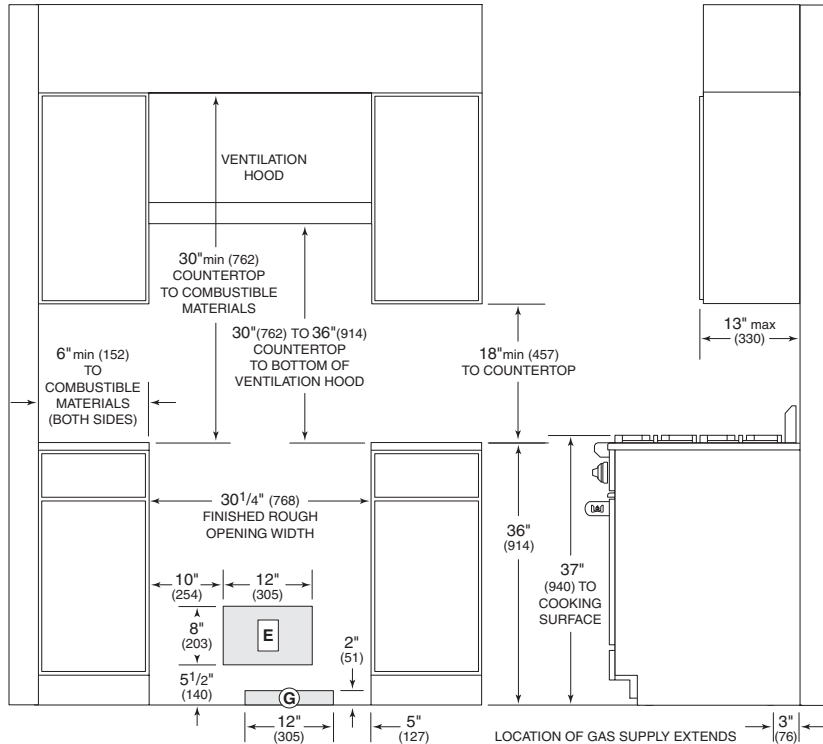 VENTILATION
HOOD
30"min (762)
COUNTERTOP
TO COMBUSTIBLE
MATERIALS
30"(762) TO 36"(914)
COUNTERTOP
TO BOTTOM OF
VENTILATION HOOD
6"min (152)
TO
COMBUSTIBLE
MATERIALS
(BOTH SIDES)
18"min (457)
TO COUNTERTOP
13" max
(330)
30 1/4" (768)
FINISHED ROUGH
OPENING WIDTH
36"
(914)
37"
(940) TO
COOKING
SURFACE
10"
(254)
12"
(305)
8"
(203)
E
5 1/2"
(140)
2"
(51)
G
12"
(305)
5"
(127)
LOCATION OF GAS SUPPLY EXTENDS
3"
(76)